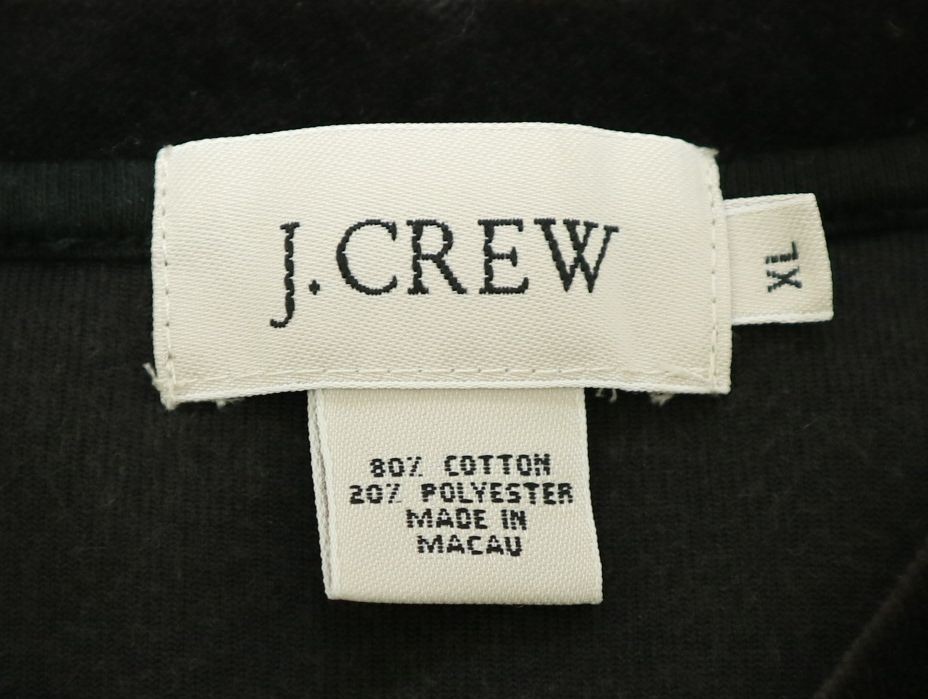 J.CREW
XL
80% COTTON
20% POLYESTER
MADE IN
MACAU